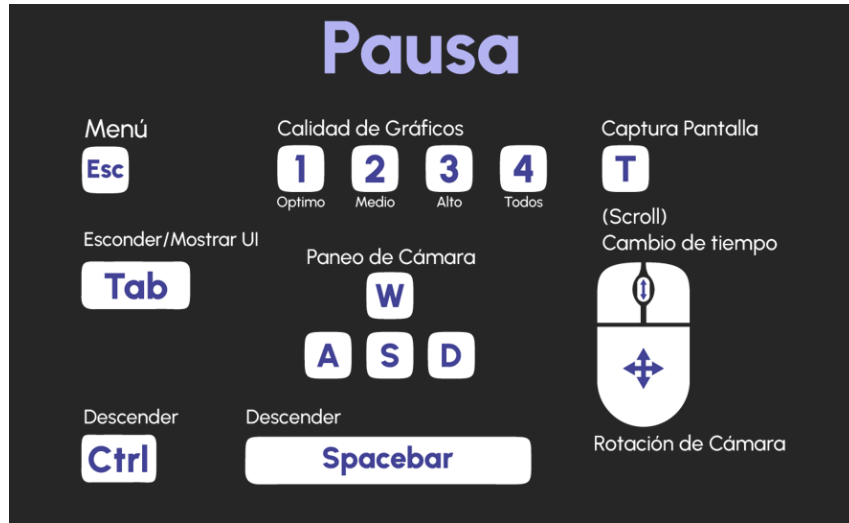 Pausa
Menú
Esc
Calidad de Gráficos
1 2 3 4
Optimo Medio Alto Todos
Captura Pantalla
T
Esconder/Mostrar UI
Tab
Paneo de Cámara
W
A S D
(Scroll)
Cambio de tiempo
Rotación de Cámara
Descender
Ctrl
Descender
Spacebar